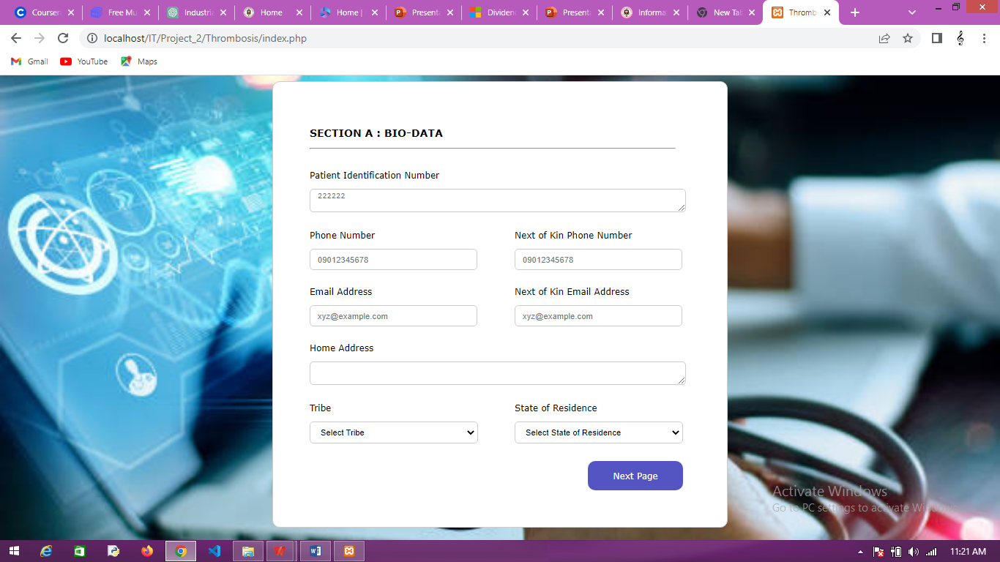 Courser
Free Mu
Industri
Home
Home |
Present
Dividen
Present
Informa
New Tab
Thromb
localhost/IT/Project_2/Thrombosis/index.php
Gmail
YouTube
Maps
SECTION A : BIO-DATA
Patient Identification Number
222222
Phone Number
Next of Kin Phone Number
09012345678
09012345678
Email Address
Next of Kin Email Address
xyz@example.com
xyz@example.com
Home Address
Tribe
State of Residence
Select Tribe
Select State of Residence
Next Page
Activate Windows
Go to PC settings to activate Windows.
11:21 AM